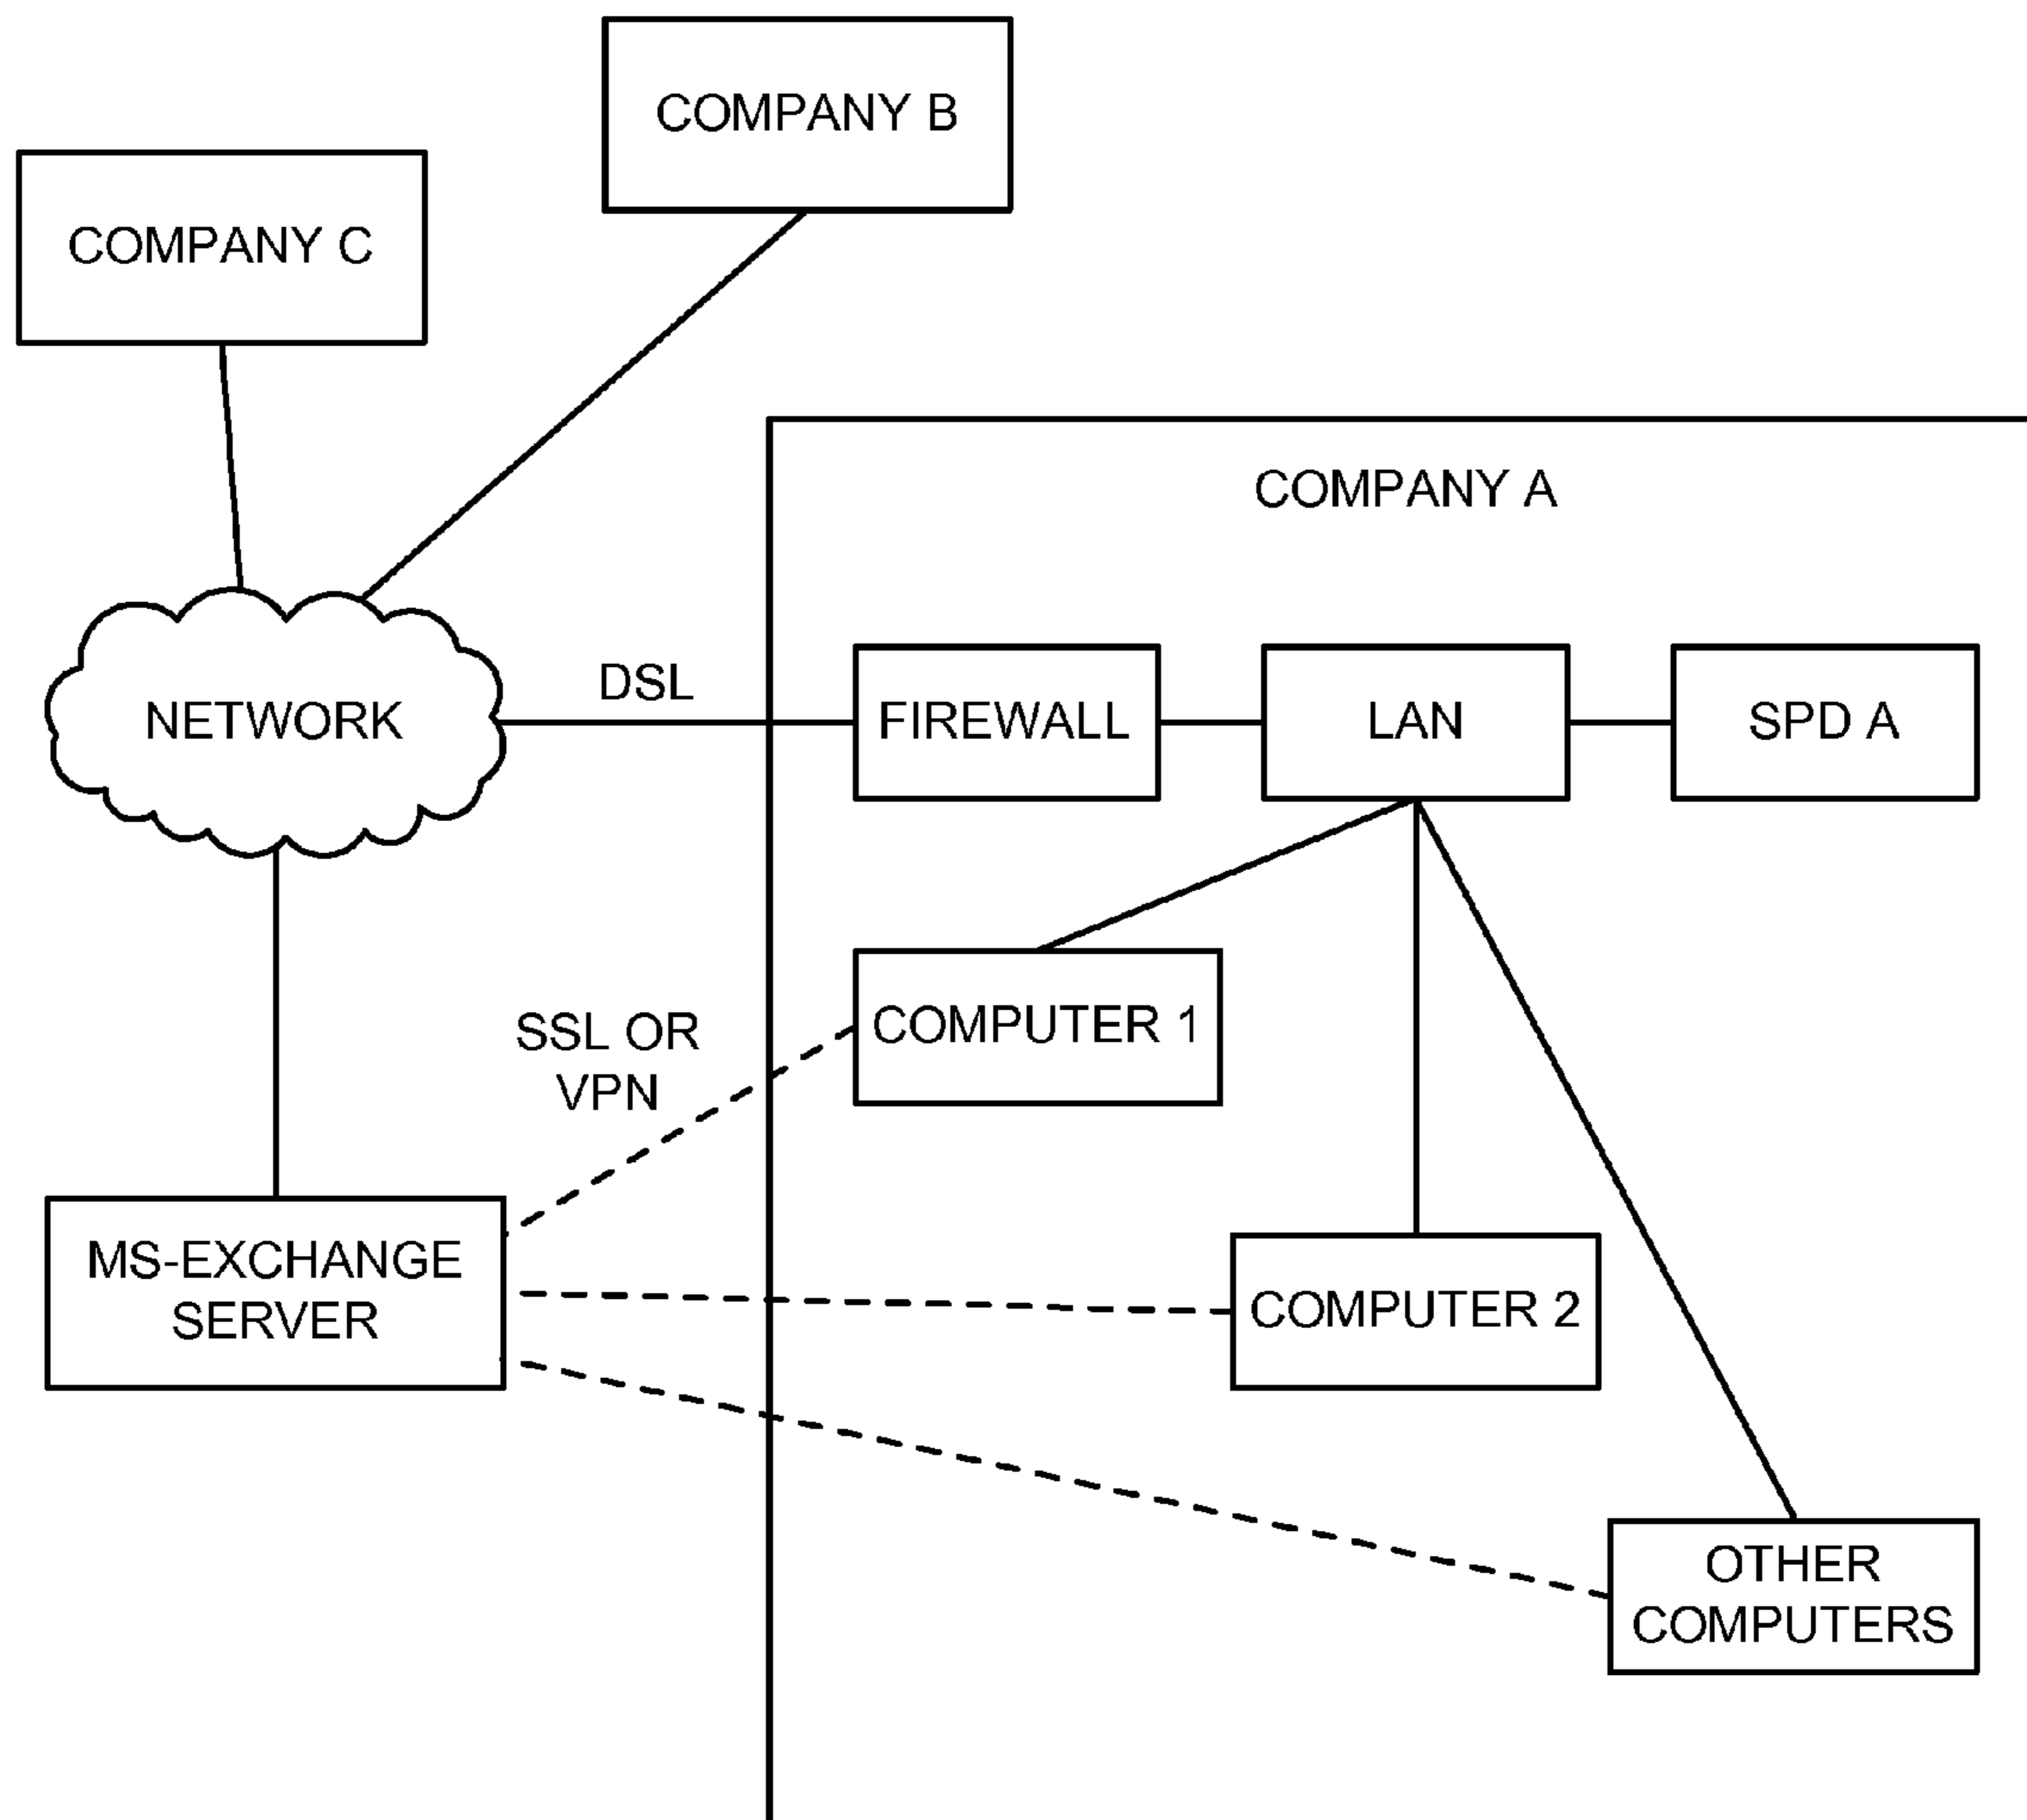 COMPANY B
COMPANY C
COMPANY A
DSL
NETWORK
FIREWALL
LAN
SPD A
COMPUTER 1
SSL OR
VPN
MS-EXCHANGE
SERVER
COMPUTER 2
OTHER
COMPUTERS